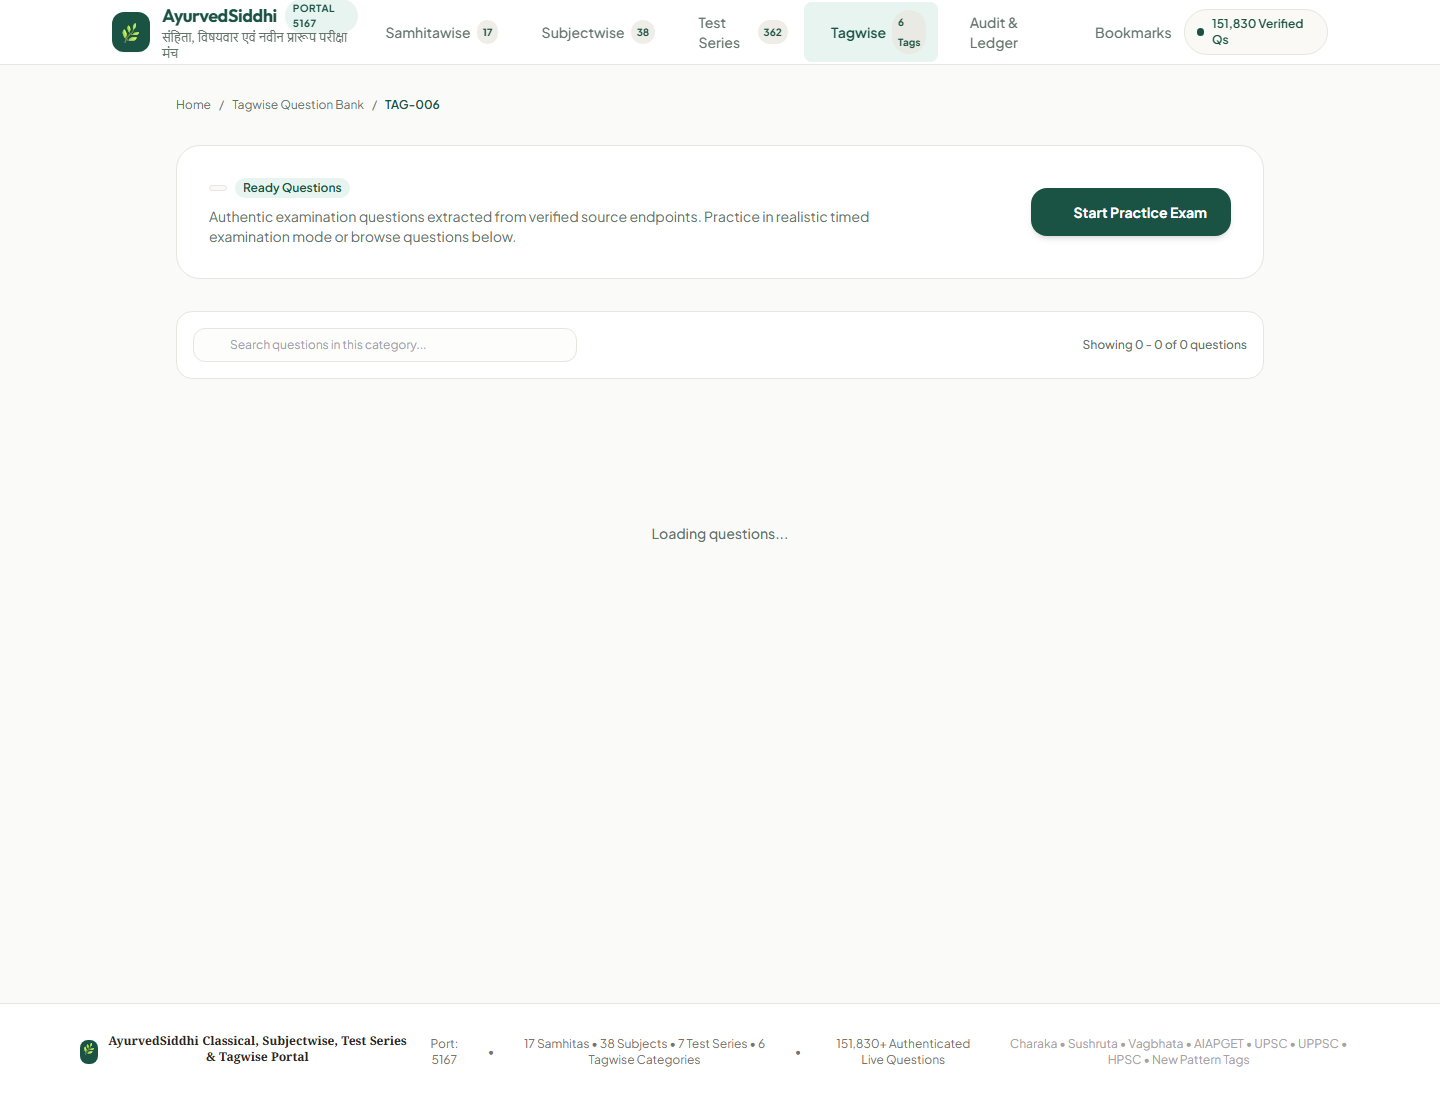 AyurvedSiddhi
PORTAL
5167
संहिता, विषयवार एवं नवीन प्रारूप परीक्षा
मंच
Samhitawise 17
Subjectwise 38
Test
Series
362
Tagwise
6
Tags
Audit &
Ledger
Bookmarks
151,830 Verified
Qs
Home / Tagwise Question Bank / TAG-006
Ready Questions
Authentic examination questions extracted from verified source endpoints. Practice in realistic timed
examination mode or browse questions below.
Start Practice Exam
Search questions in this category...
Showing 0 - 0 of 0 questions
Loading questions...
AyurvedSiddhi Classical, Subjectwise, Test Series
& Tagwise Portal
Port:
5167
•
17 Samhitas • 38 Subjects • 7 Test Series • 6
Tagwise Categories
•
151,830+ Authenticated
Live Questions
Charaka • Sushruta • Vagbhata • AIAPGET • UPSC • UPPSC •
HPSC • New Pattern Tags